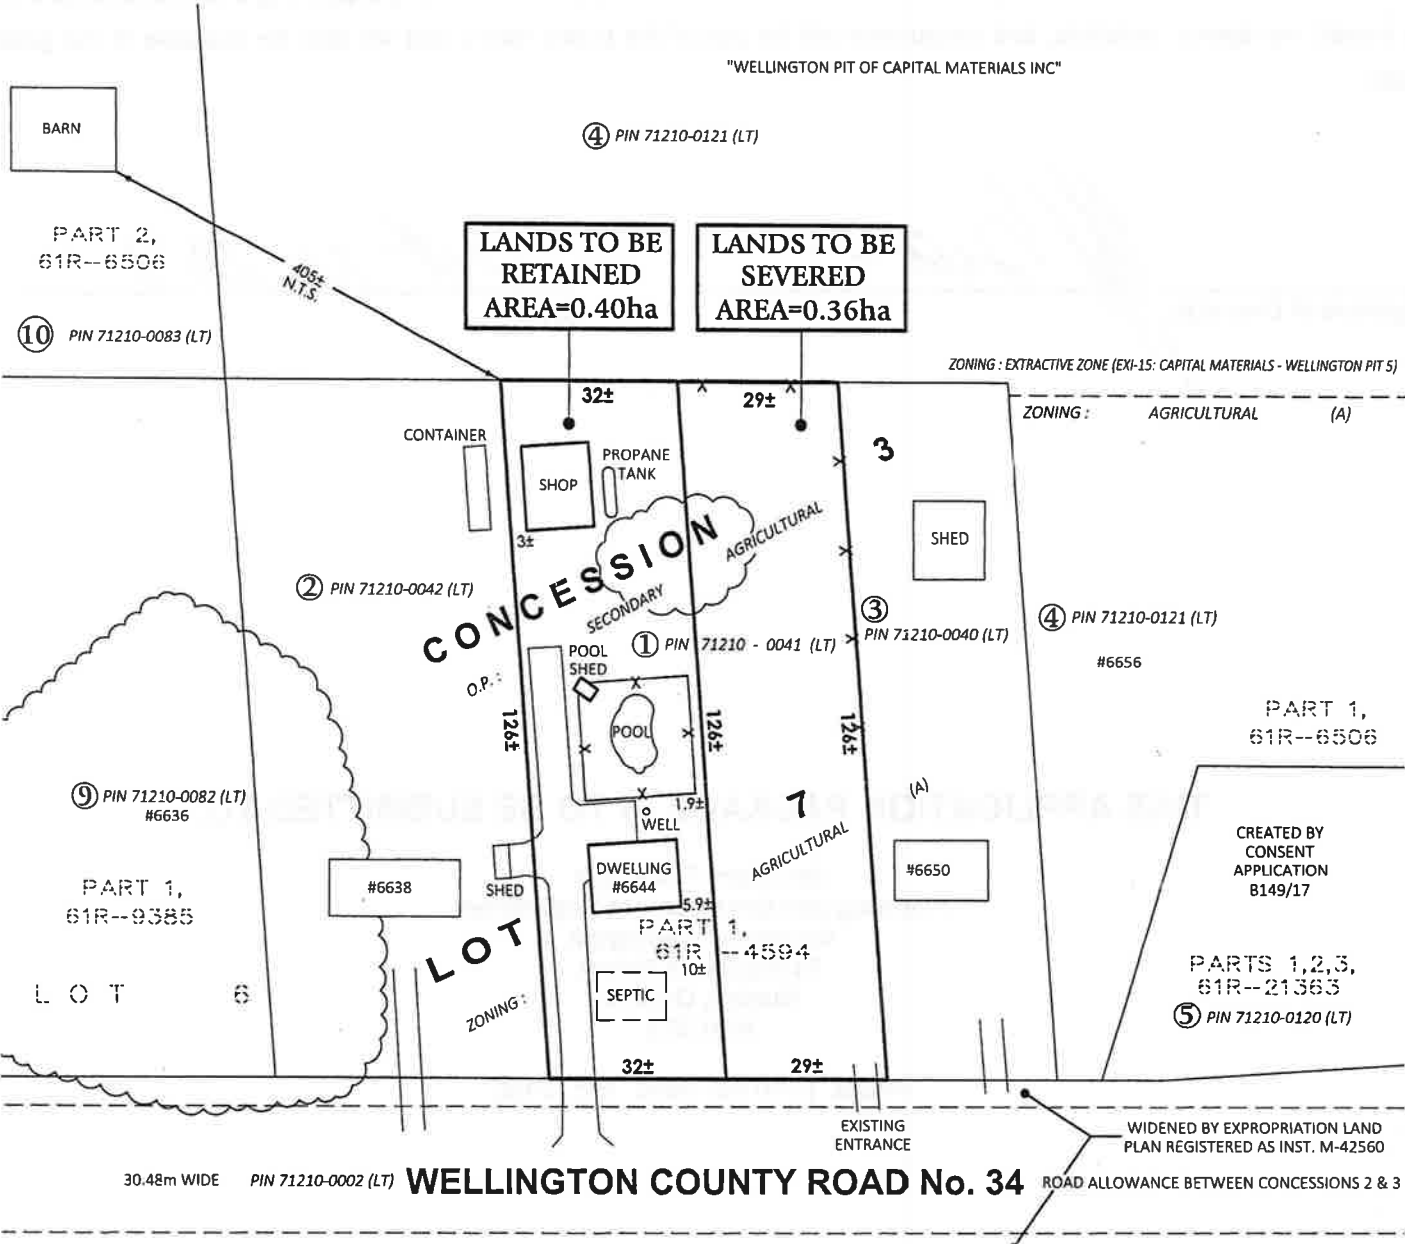 "WELLINGTON PIT OF CAPITAL MATERIALS INC"
BARN
④ PIN 71210-0121 (LT)
PART 2,
61R--6506
405±
N.T.S.
⑩ PIN 71210-0083 (LT)
LANDS TO BE
RETAINED
AREA=0.40ha
LANDS TO BE
SEVERED
AREA=0.36ha
ZONING : EXTRACTIVE ZONE (EXI-15: CAPITAL MATERIALS - WELLINGTON PIT 5)
ZONING : AGRICULTURAL (A)
32±
29±
CONTAINER
SHOP
PROPANE
TANK
3±
3
SHED
CONCESSION
O.P. :
SECONDARY
AGRICULTURAL
② PIN 71210-0042 (LT)
① PIN 71210 - 0041 (LT)
③
PIN 71210-0040 (LT)
④ PIN 71210-0121 (LT)
#6656
POOL
SHED
POOL
126±
126±
126±
PART 1,
61R--6506
⑨ PIN 71210-0082 (LT)
#6636
1.9±
WELL
7
(A)
AGRICULTURAL
CREATED BY
CONSENT
APPLICATION
B149/17
DWELLING
#6644
#6650
#6638
SHED
5.9±
PART 1,
61R--9385
PART 1,
61R --4594
10±
LOT
ZONING :
SEPTIC
LOT 6
PARTS 1,2,3,
61R--21363
⑤ PIN 71210-0120 (LT)
32±
29±
EXISTING
ENTRANCE
WIDENED BY EXPROPRIATION LAND
PLAN REGISTERED AS INST. M-42560
30.48m WIDE PIN 71210-0002 (LT) WELLINGTON COUNTY ROAD No. 34 ROAD ALLOWANCE BETWEEN CONCESSIONS 2 & 3